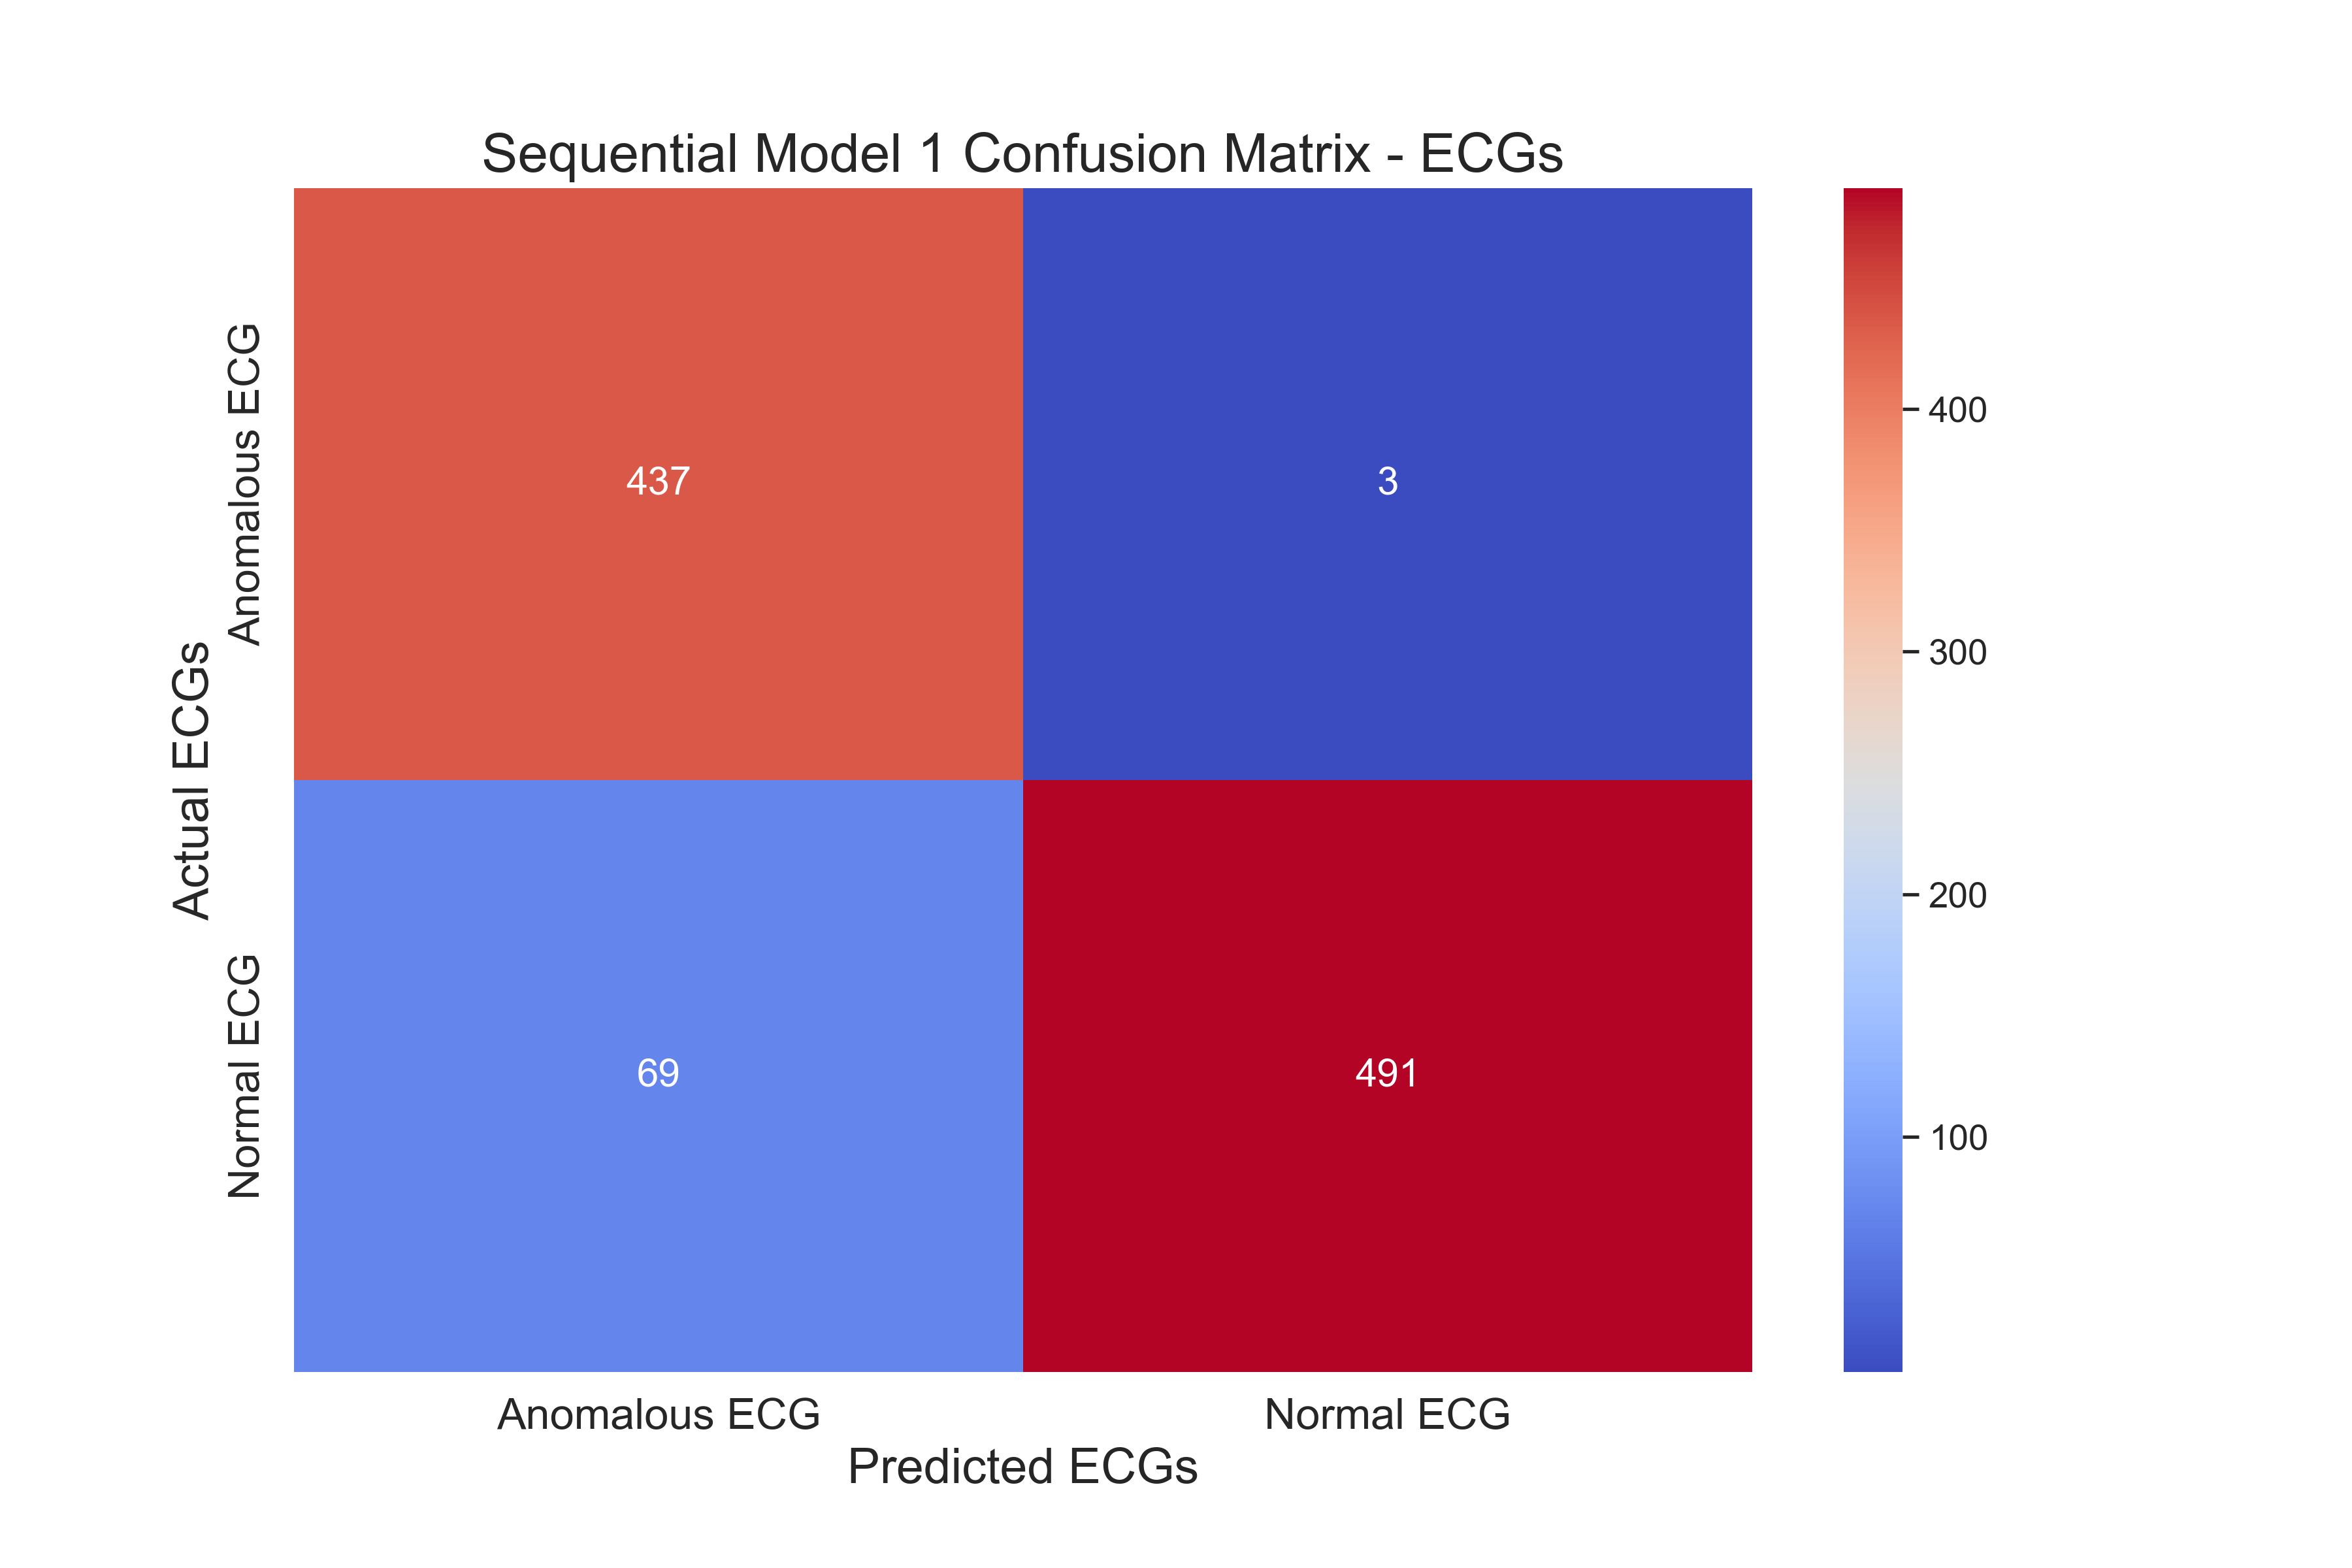 Sequential Model 1 Confusion Matrix - ECGs
Actual ECGs
Anomalous ECG
437
3
Normal ECG
69
491
Anomalous ECG
Normal ECG
Predicted ECGs
400
300
200
100